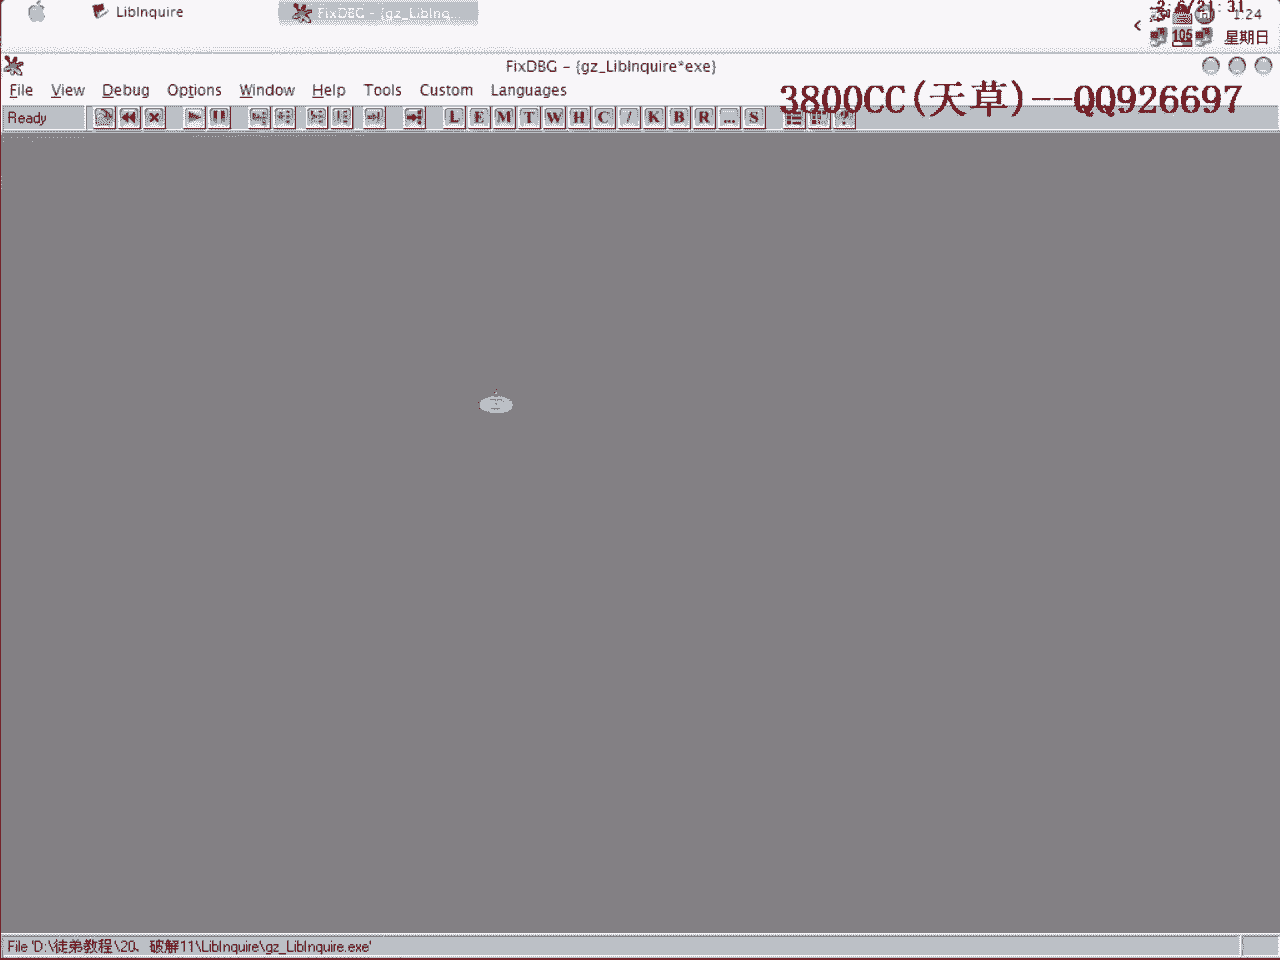 LibInquire
FixDBG - {gz_LibInq
1:24
105
星期日
FixDBG - {gz_LibInquire*exe}
File View Debug Options Window Help Tools Custom Languages
3800CC(天草)--QQ926697
Ready
L E M T W H C / K B R ... S
File 'D:\徒弟教程\20、破解11\LibInquire\gz_LibInquire.exe'